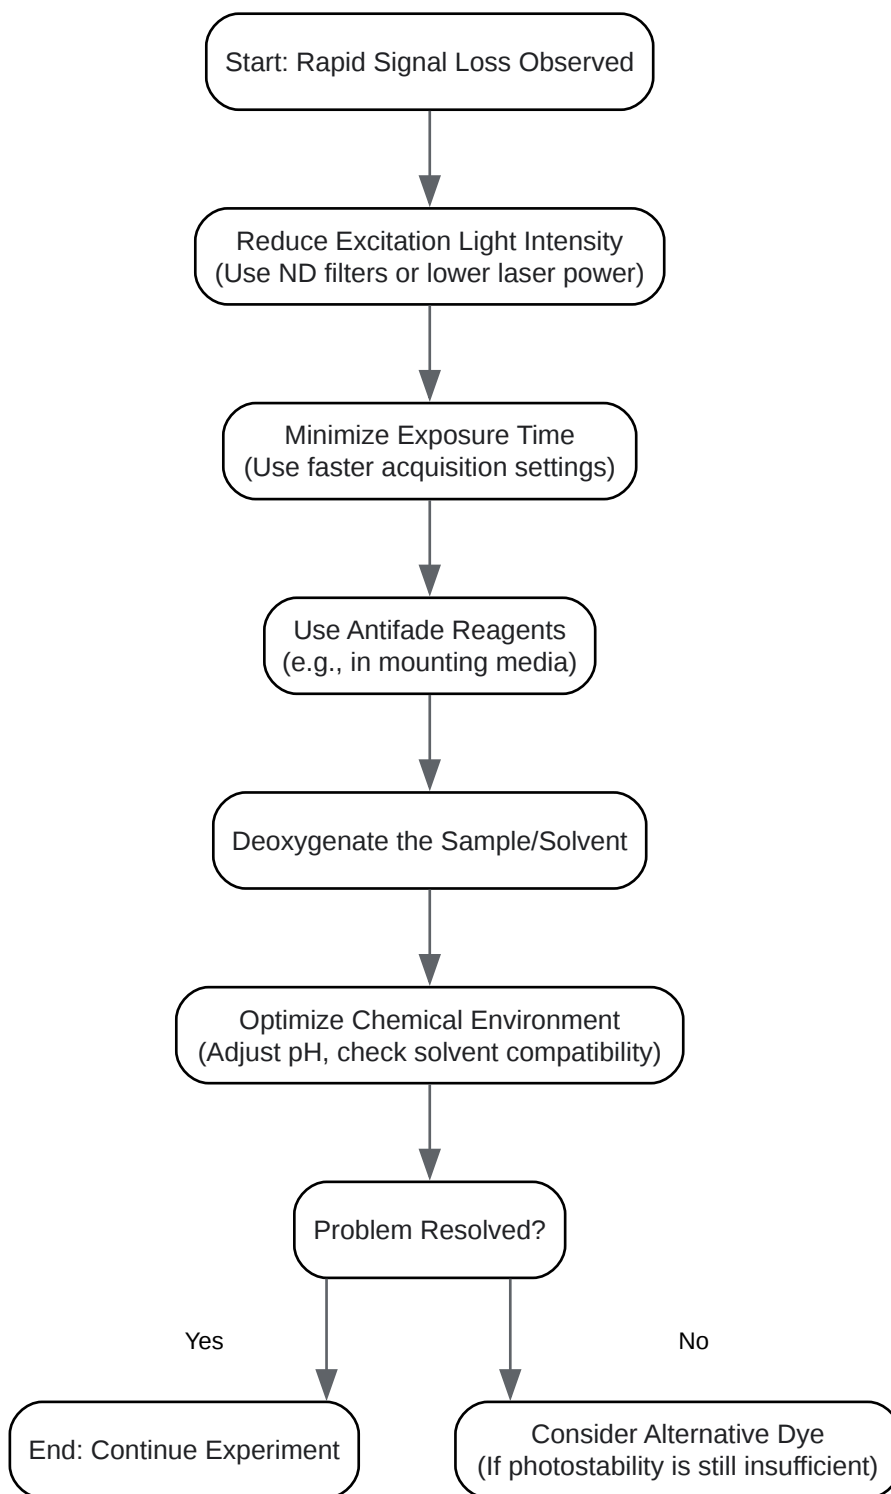 Start: Rapid Signal Loss Observed
Reduce Excitation Light Intensity
(Use ND filters or lower laser power)
Minimize Exposure Time
(Use faster acquisition settings)
Use Antifade Reagents
(e.g., in mounting media)
Deoxygenate the Sample/Solvent
Optimize Chemical Environment
(Adjust pH, check solvent compatibility)
Problem Resolved?
Yes
No
End: Continue Experiment
Consider Alternative Dye
(If photostability is still insufficient)